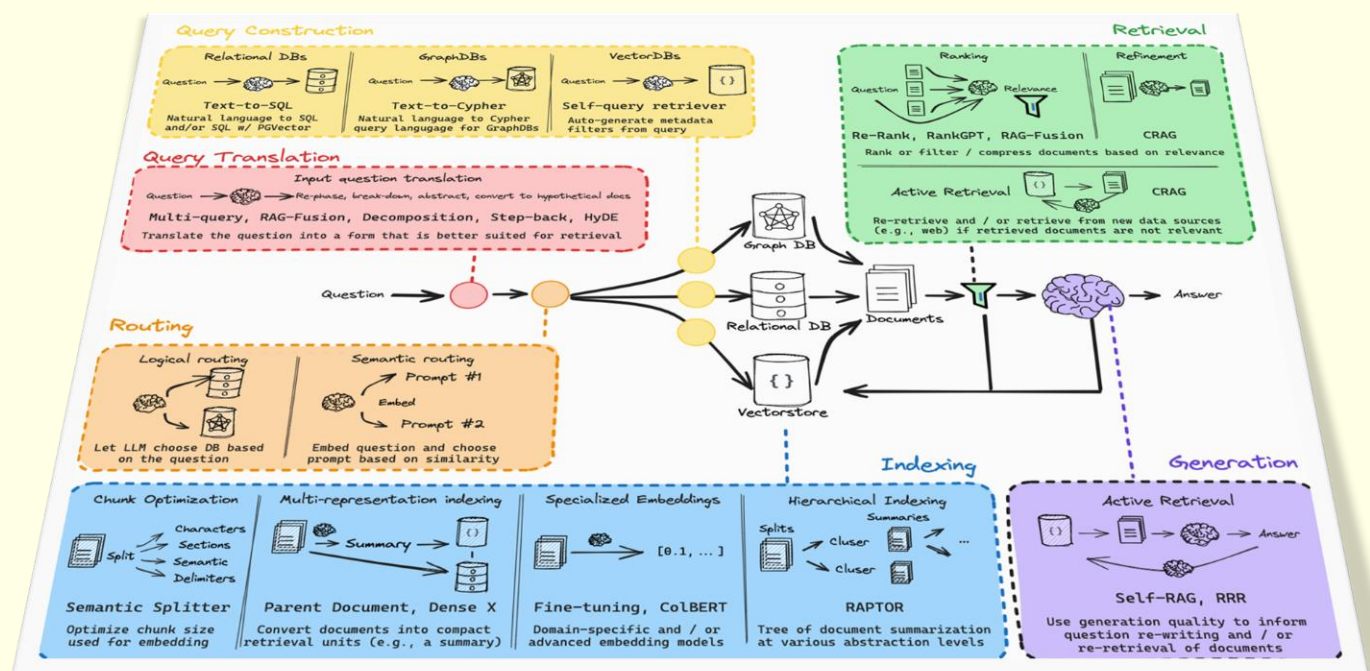 Query Construction
Relational DBs
Question
Text-to-SQL
Natural language to SQL
and/or SQL w/ PGVector
GraphDBs
Question
Text-to-Cypher
Natural language to Cypher
query langugage for GraphDBs
VectorDBs
Question
{ }
Self-query retriever
Auto-generate metadata
filters from query
Retrieval
Ranking
Question
Relevance
Re-Rank, RankGPT, RAG-Fusion
Refinement
CRAG
Rank or filter / compress documents based on relevance
Active Retrieval
{ }
CRAG
Re-retrieve and / or retrieve from new data sources
(e.g., web) if retrieved documents are not relevant
Query Translation
Input question translation
Question
Re-phase, break-down, abstract, convert to hypothetical docs
Multi-query, RAG-Fusion, Decomposition, Step-back, HyDE
Translate the question into a form that is better suited for retrieval
Question
Graph DB
Relational DB
{ }
Vectorstore
Documents
Answer
Routing
Logical routing
Let LLM choose DB based
on the question
Semantic routing
Prompt #1
Embed
Prompt #2
Embed question and choose
prompt based on similarity
Indexing
Chunk Optimization
Split
Characters
Sections
Semantic
Delimiters
Semantic Splitter
Optimize chunk size
used for embedding
Multi-representation indexing
Summary
{ }
Parent Document, Dense X
Convert documents into compact
retrieval units (e.g., a summary)
Specialized Embeddings
[0.1, ...]
Fine-tuning, ColBERT
Domain-specific and / or
advanced embedding models
Hierarchical Indexing
Splits
Summaries
Cluser
...
Cluser
RAPTOR
Tree of document summarization
at various abstraction levels
Generation
Active Retrieval
{ }
Answer
Self-RAG, RRR
Use generation quality to inform
question re-writing and / or
re-retrieval of documents